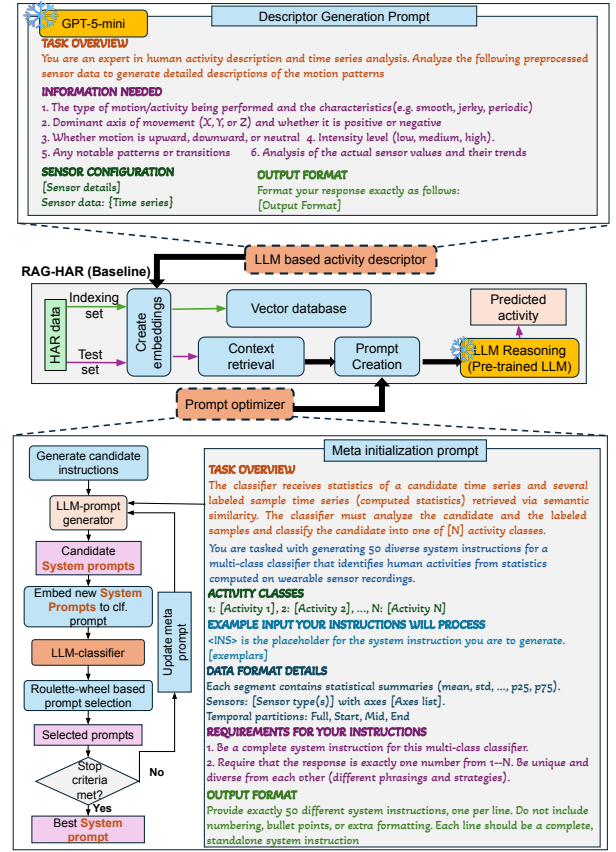 GPT-5-mini
Descriptor Generation Prompt
TASK OVERVIEW
You are an expert in human activity description and time series analysis. Analyze the following preprocessed
sensor data to generate detailed descriptions of the motion patterns
INFORMATION NEEDED
1. The type of motion/activity being performed and the characteristics(e.g. smooth, jerky, periodic)
2. Dominant axis of movement (X, Y, or Z) and whether it is positive or negative
3. Whether motion is upward, downward, or neutral 4. Intensity level (low, medium, high).
5. Any notable patterns or transitions 6. Analysis of the actual sensor values and their trends
SENSOR CONFIGURATION
[Sensor details]
Sensor data: {Time series}
OUTPUT FORMAT
Format your response exactly as follows:
[Output Format]
LLM based activity descriptor
RAG-HAR (Baseline)
HAR data
Indexing
set
Test
set
Create
embeddings
Vector database
Context
retrieval
Prompt
Creation
Predicted
activity
LLM Reasoning
(Pre-trained LLM)
Prompt optimizer
Generate candidate
instructions
LLM-prompt
generator
Candidate
System prompts
Embed new System
Prompts to clf.
prompt
LLM-classifier
Roulette-wheel based
prompt selection
Selected prompts
Stop
criteria
met?
No
Yes
Best System
prompt
Update meta
prompt
Meta initialization prompt
TASK OVERVIEW
The classifier receives statistics of a candidate time series and several
labeled sample time series (computed statistics) retrieved via semantic
similarity. The classifier must analyze the candidate and the labeled
samples and classify the candidate into one of [N] activity classes.
You are tasked with generating 50 diverse system instructions for a
multi-class classifier that identifies human activities from statistics
computed on wearable sensor recordings.
ACTIVITY CLASSES
1: [Activity 1], 2: [Activity 2], ..., N: [Activity N]
EXAMPLE INPUT YOUR INSTRUCTIONS WILL PROCESS
<INS> is the placeholder for the system instruction you are to generate.
[exemplars]
DATA FORMAT DETAILS
Each segment contains statistical summaries (mean, std, ..., p25, p75).
Sensors: [Sensor type(s)] with axes [Axes list].
Temporal partitions: Full, Start, Mid, End
REQUIREMENTS FOR YOUR INSTRUCTIONS
1. Be a complete system instruction for this multi-class classifier.
2. Require that the response is exactly one number from 1--N. Be unique and
diverse from each other (different phrasings and strategies).
OUTPUT FORMAT
Provide exactly 50 different system instructions, one per line. Do not include
numbering, bullet points, or extra formatting. Each line should be a complete,
standalone system instruction